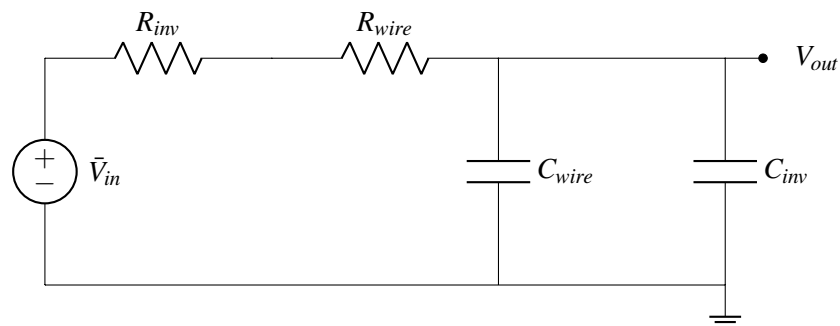 R_inv
R_wire
V_out
+
−
V̄_in
C_wire
C_inv